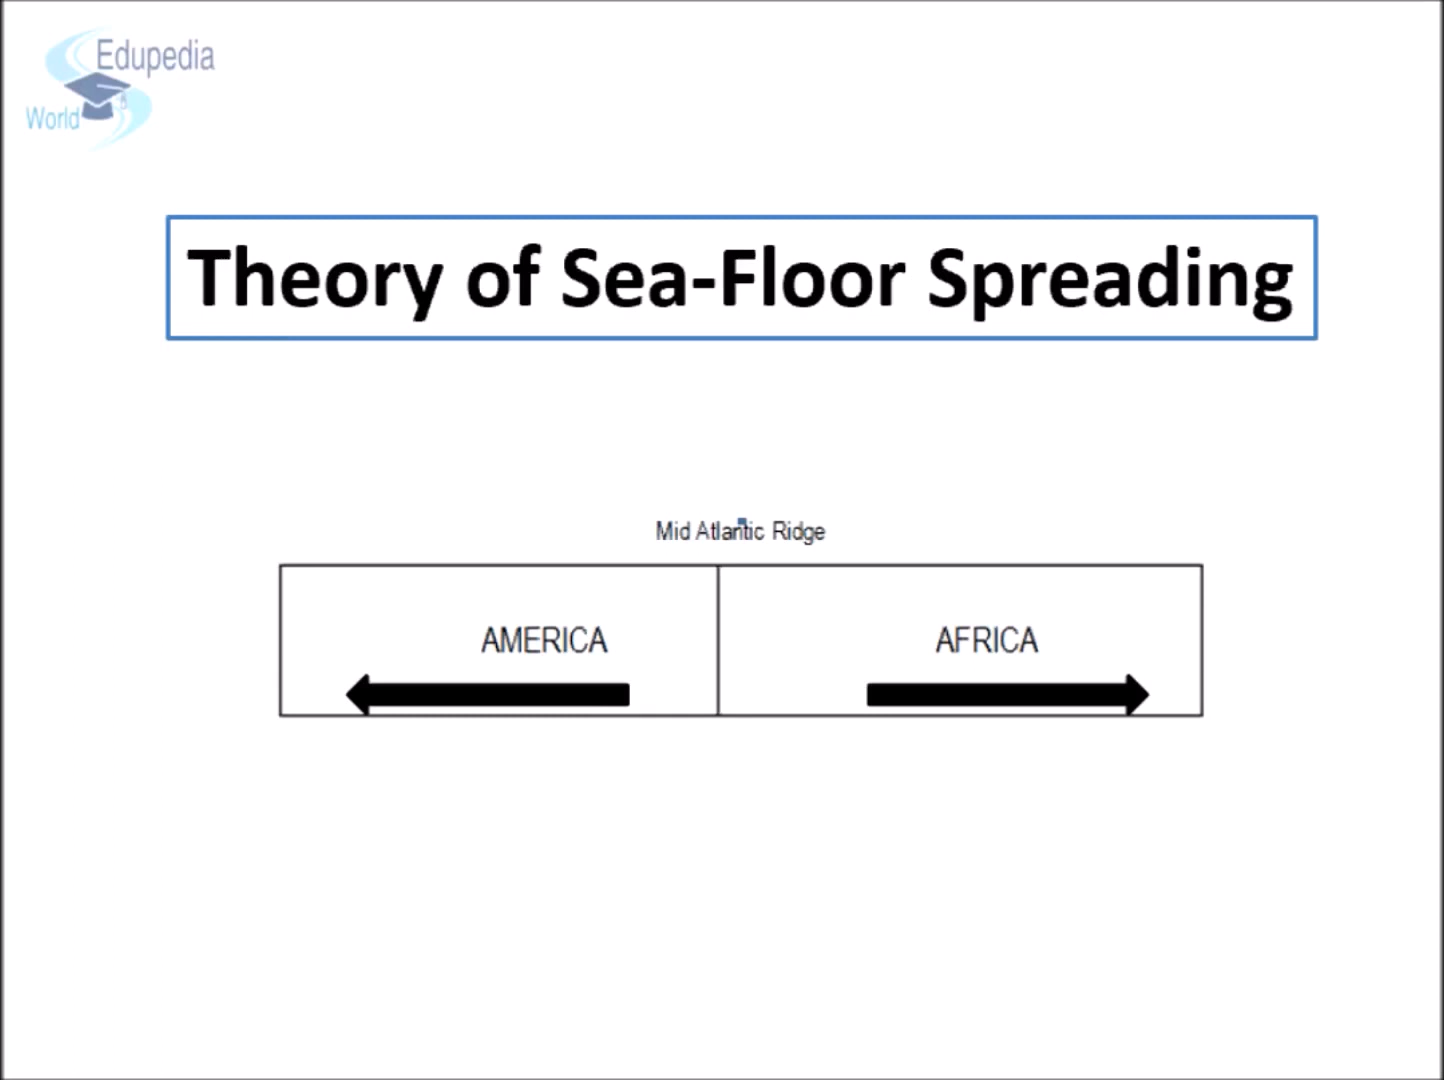 Edupedia
World
Theory of Sea-Floor Spreading
Mid Atlantic Ridge
AMERICA
AFRICA